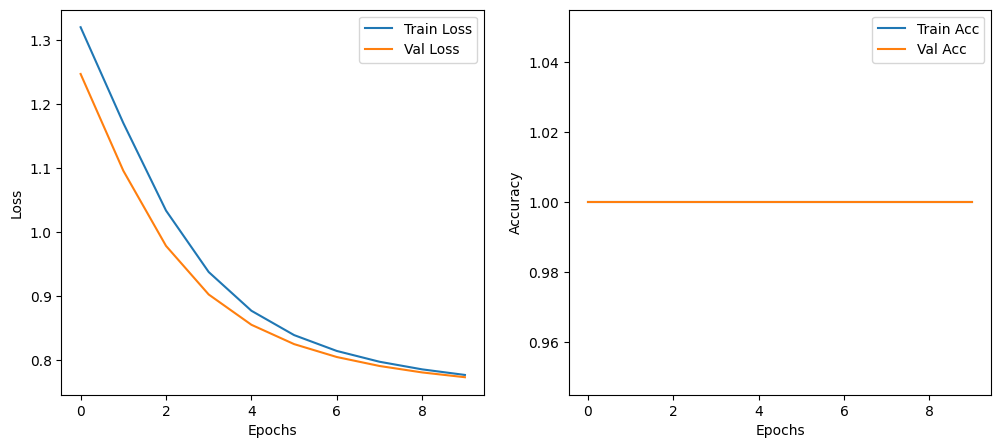 Train Loss
Val Loss
1.3
1.2
1.1
1.0
0.9
0.8
Loss
0 2 4 6 8
Epochs
Train Acc
Val Acc
1.04
1.02
1.00
0.98
0.96
Accuracy
0 2 4 6 8
Epochs